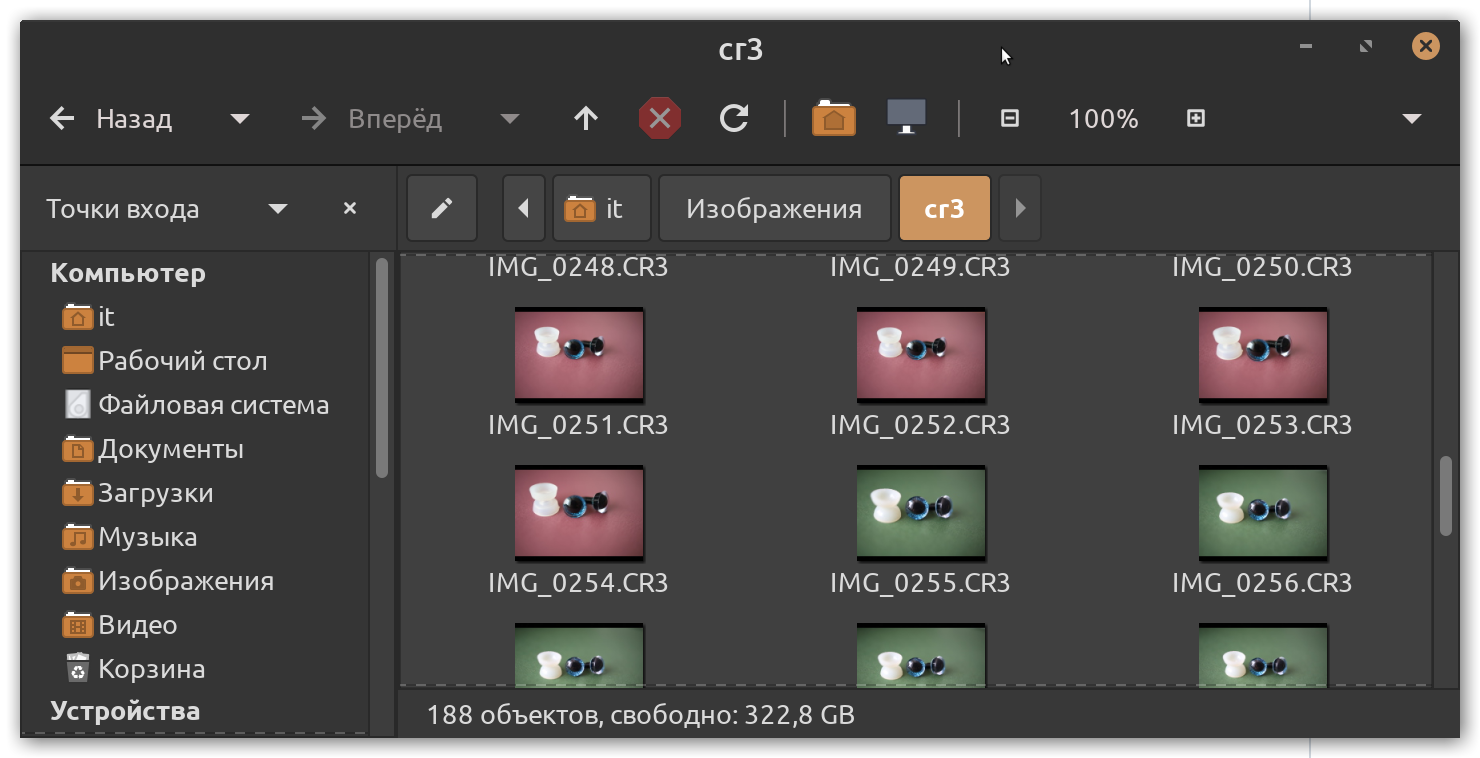 cr3
Назад
Вперёд
100%
Точки входа
it
Изображения
cr3
Компьютер
it
Рабочий стол
Файловая система
Документы
Загрузки
Музыка
Изображения
Видео
Корзина
Устройства
IMG_0248.CR3 IMG_0249.CR3 IMG_0250.CR3
IMG_0251.CR3 IMG_0252.CR3 IMG_0253.CR3
IMG_0254.CR3 IMG_0255.CR3 IMG_0256.CR3
188 объектов, свободно: 322,8 GB